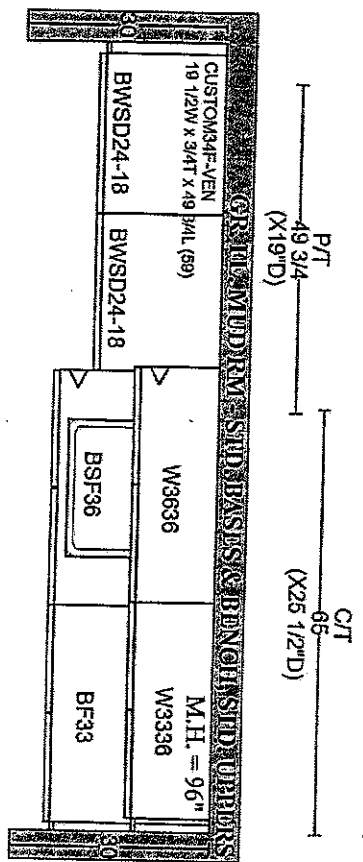 P/T
49 3/4
(X19"D)
C/T
65
(X25 1/2"D)
GR II E: MUDRM - STD BASES & BENCH, STD UPPERS
30
CUSTOM34F-VEN
19 1/2W x 3/4T x 49 3/4L (59)
BWSD24-18
BWSD24-18
W3636
M.H. = 96"
W3336
BSF36
BF33
30